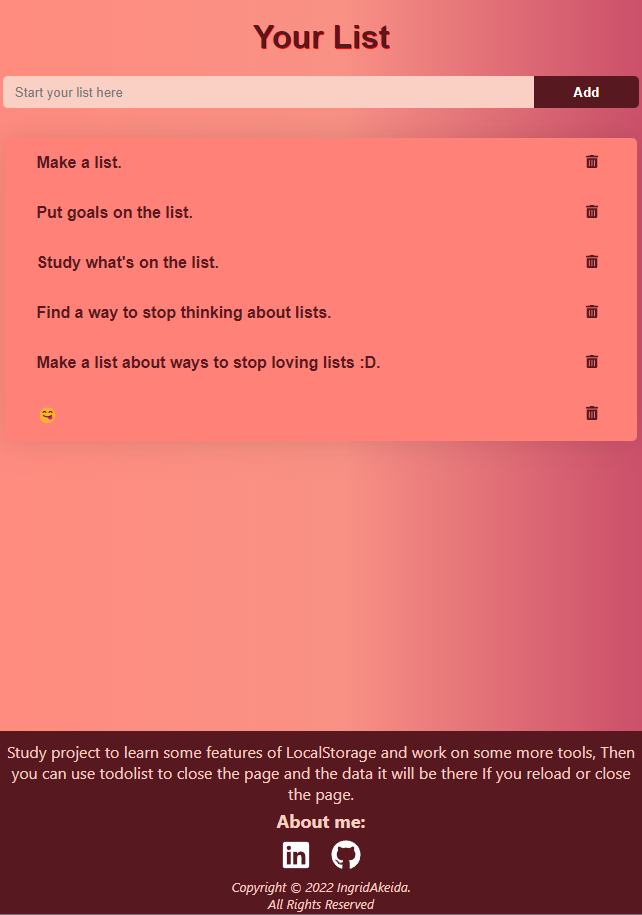 Your List
Start your list here
Add
Make a list.
Put goals on the list.
Study what's on the list.
Find a way to stop thinking about lists.
Make a list about ways to stop loving lists :D.
😋
Study project to learn some features of LocalStorage and work on some more tools, Then
you can use todolist to close the page and the data it will be there If you reload or close
the page.
About me:
in
Copyright © 2022 IngridAkeida.
All Rights Reserved